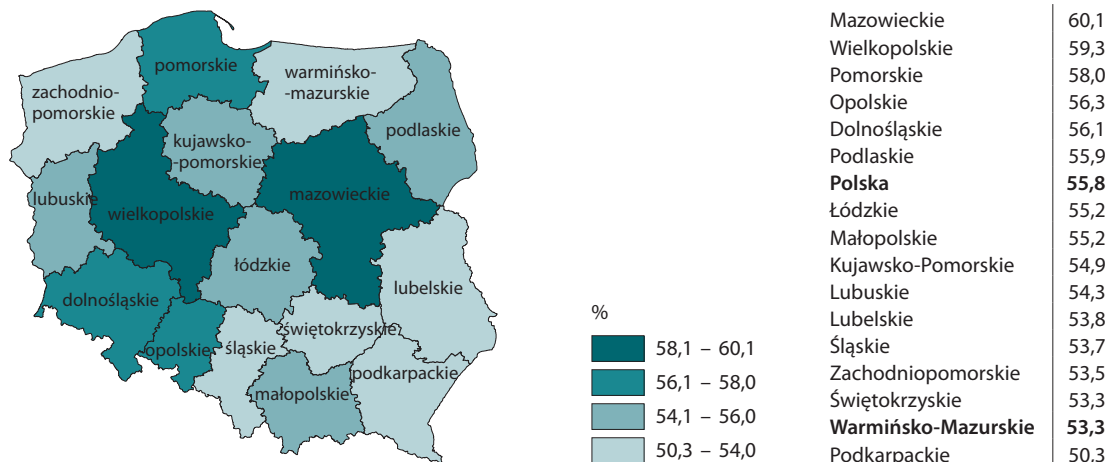 pomorskie
warmińsko-
-mazurskie
zachodnio-
pomorskie
podlaskie
kujawsko-
-pomorskie
lubuskie
mazowieckie
wielkopolskie
łódzkie
lubelskie
dolnośląskie
świętokrzyskie
opolskie
śląskie
podkarpackie
małopolskie
%
58,1 – 60,1
56,1 – 58,0
54,1 – 56,0
50,3 – 54,0
Mazowieckie 60,1
Wielkopolskie 59,3
Pomorskie 58,0
Opolskie 56,3
Dolnośląskie 56,1
Podlaskie 55,9
Polska 55,8
Łódzkie 55,2
Małopolskie 55,2
Kujawsko-Pomorskie 54,9
Lubuskie 54,3
Lubelskie 53,8
Śląskie 53,7
Zachodniopomorskie 53,5
Świętokrzyskie 53,3
Warmińsko-Mazurskie 53,3
Podkarpackie 50,3